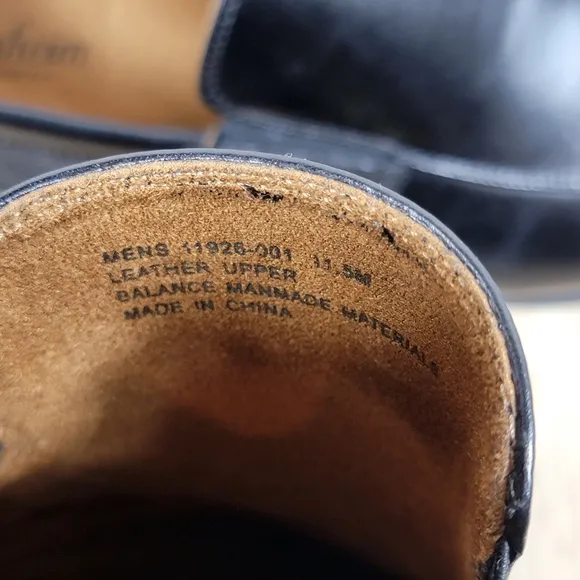 MENS 11926-001 11.5M
LEATHER UPPER
BALANCE MANMADE MATERIALS
MADE IN CHINA